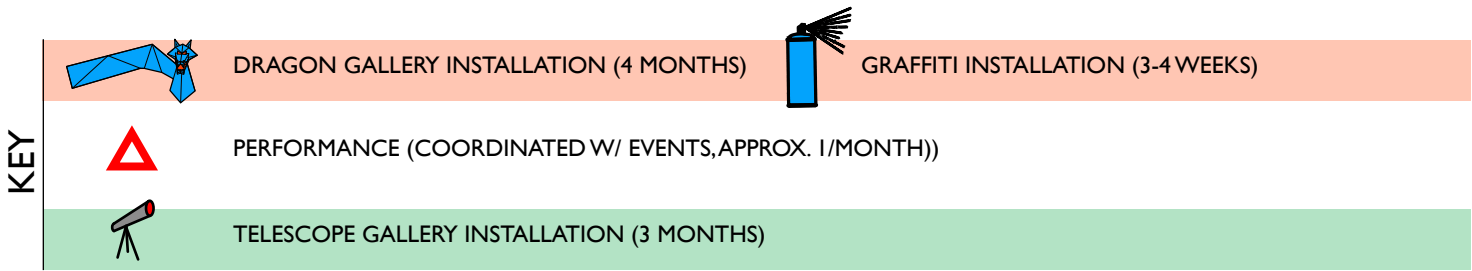 KEY
DRAGON GALLERY INSTALLATION (4 MONTHS)
GRAFFITI INSTALLATION (3-4 WEEKS)
PERFORMANCE (COORDINATED W/ EVENTS, APPROX. 1/MONTH))
TELESCOPE GALLERY INSTALLATION (3 MONTHS)